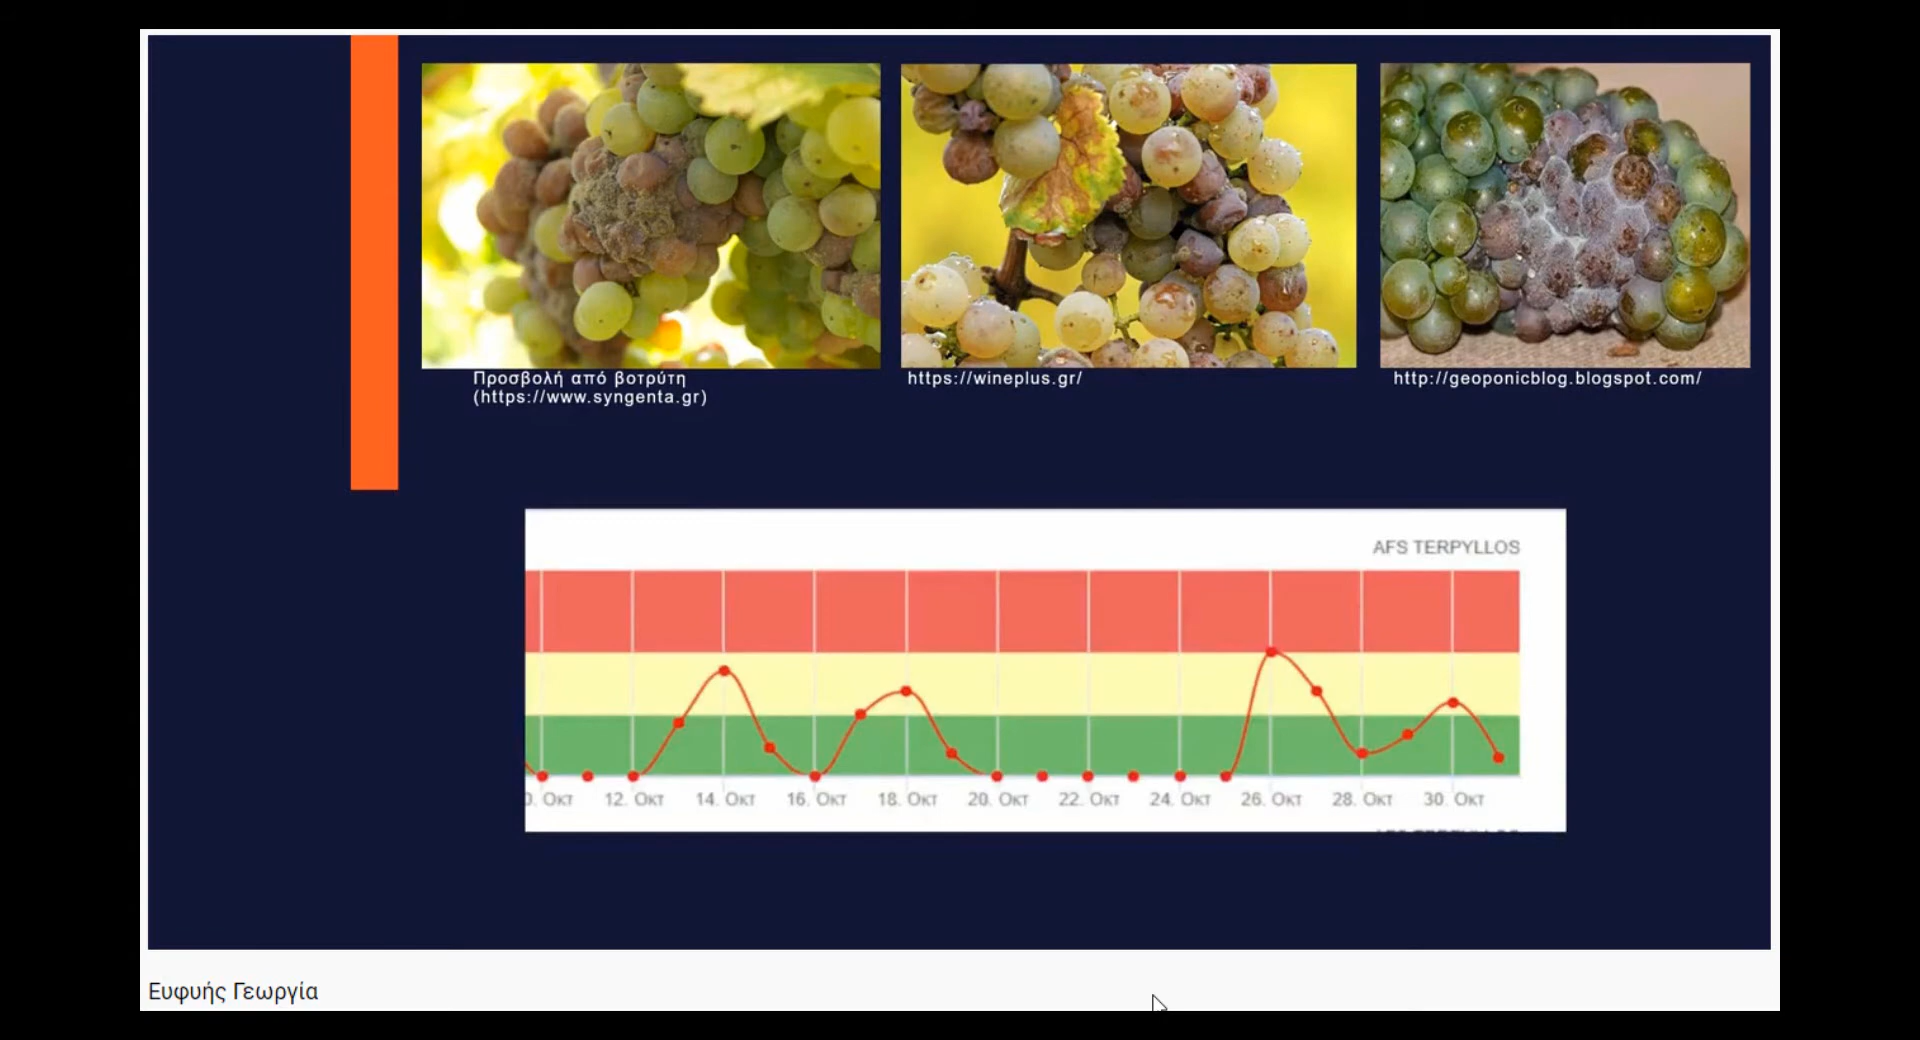 Προσβολή από βοτρύτη
(https://www.syngenta.gr)
https://wineplus.gr/
http://geoponicblog.blogspot.com/
AFS TERPYLLOS
0. Οκτ 12. Οκτ 14. Οκτ 16. Οκτ 18. Οκτ 20. Οκτ 22. Οκτ 24. Οκτ 26. Οκτ 28. Οκτ 30. Οκτ
Ευφυής Γεωργία